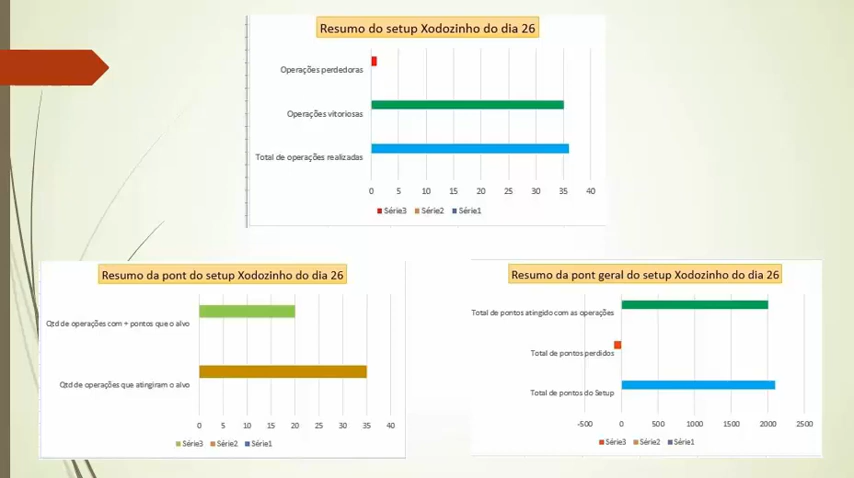 Resumo do setup Xodozinho do dia 26
Operações perdedoras
Operações vitoriosas
Total de operações realizadas
0 5 10 15 20 25 30 35 40
Série3 Série2 Série1
Resumo da pont do setup Xodozinho do dia 26
Qtd de operações com + pontos que o alvo
Qtd de operações que atingiram o alvo
0 5 10 15 20 25 30 35 40
Série3 Série2 Série1
Resumo da pont geral do setup Xodozinho do dia 26
Total de pontos atingido com as operações
Total de pontos perdidos
Total de pontos do Setup
-500 0 500 1000 1500 2000 2500
Série3 Série2 Série1